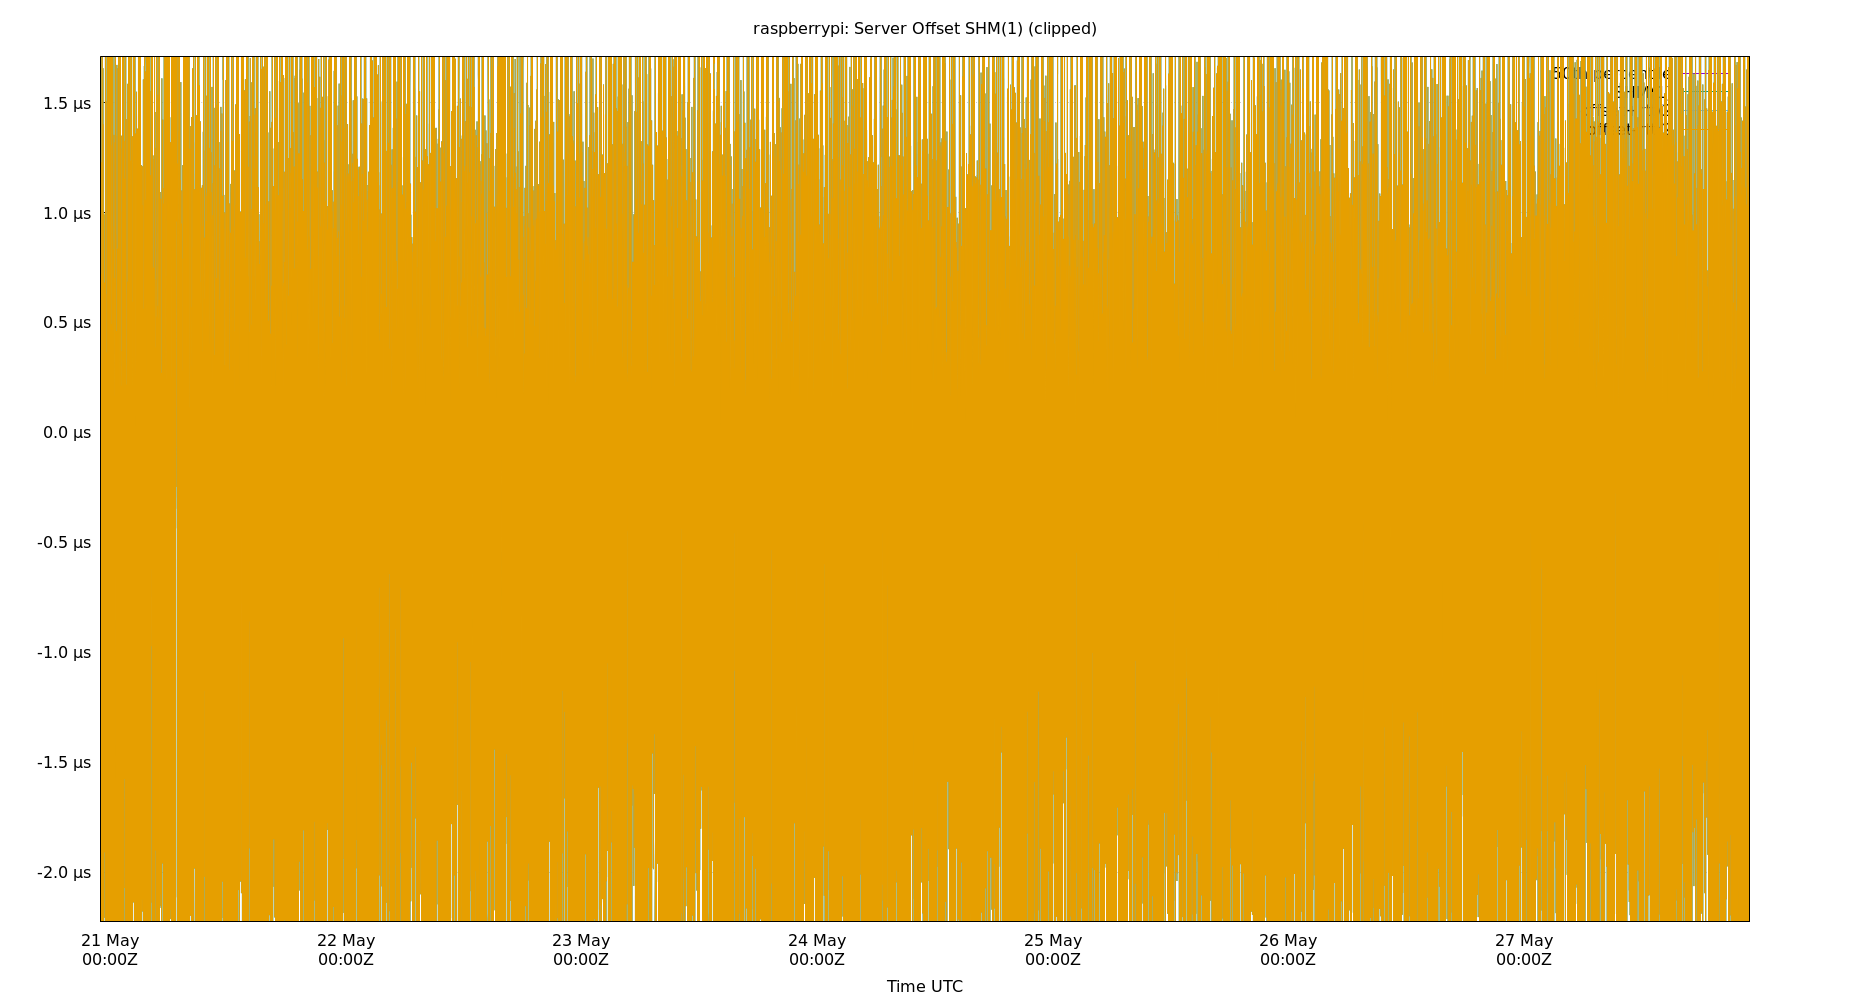 raspberrypi: Server Offset SHM(1) (clipped)
1.5 µs
1.0 µs
0.5 µs
0.0 µs
-0.5 µs
-1.0 µs
-1.5 µs
-2.0 µs
21 May 22 May 23 May 24 May 25 May 26 May 27 May
00:00Z 00:00Z 00:00Z 00:00Z 00:00Z 00:00Z 00:00Z
Time UTC